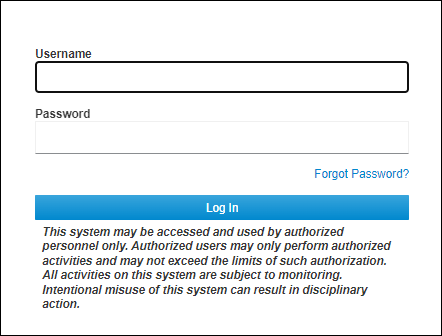 Username
Password
Forgot Password?
Log In
This system may be accessed and used by authorized
personnel only. Authorized users may only perform authorized
activities and may not exceed the limits of such authorization.
All activities on this system are subject to monitoring.
Intentional misuse of this system can result in disciplinary
action.